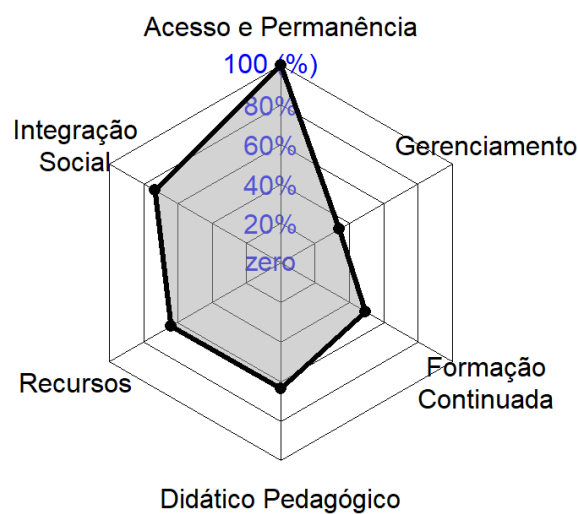 Acesso e Permanência
100 (%)
80%
Integração
Social
60%
Gerenciamento
40%
20%
zero
Recursos
Formação
Continuada
Didático Pedagógico